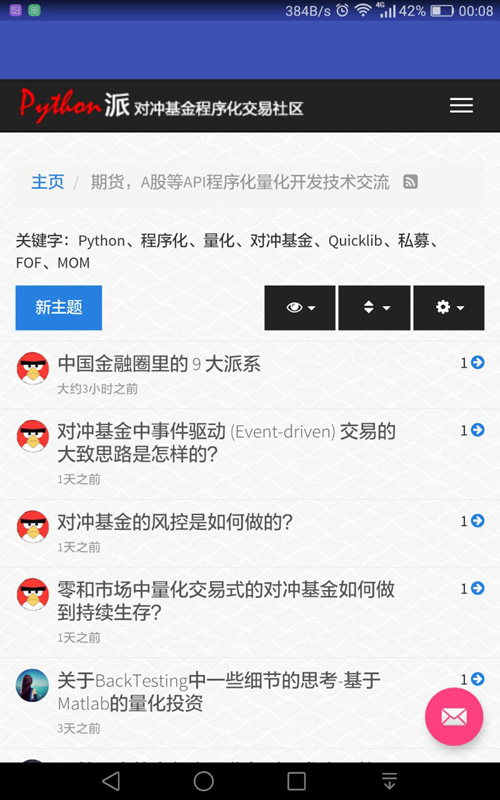 384B/s 4G 42% 00:08
Python派 对冲基金程序化交易社区
主页 / 期货，A股等API程序化量化开发技术交流
关键字：Python、程序化、量化、对冲基金、Quicklib、私募、
FOF、MOM
新主题
中国金融圈里的 9 大派系 1
大约3小时之前
对冲基金中事件驱动 (Event-driven) 交易的 1
大致思路是怎样的？
1天之前
对冲基金的风控是如何做的？ 1
1天之前
零和市场中量化交易式的对冲基金如何做 1
到持续生存？
1天之前
关于BackTesting中一些细节的思考-基于 1
Matlab的量化投资
3天之前